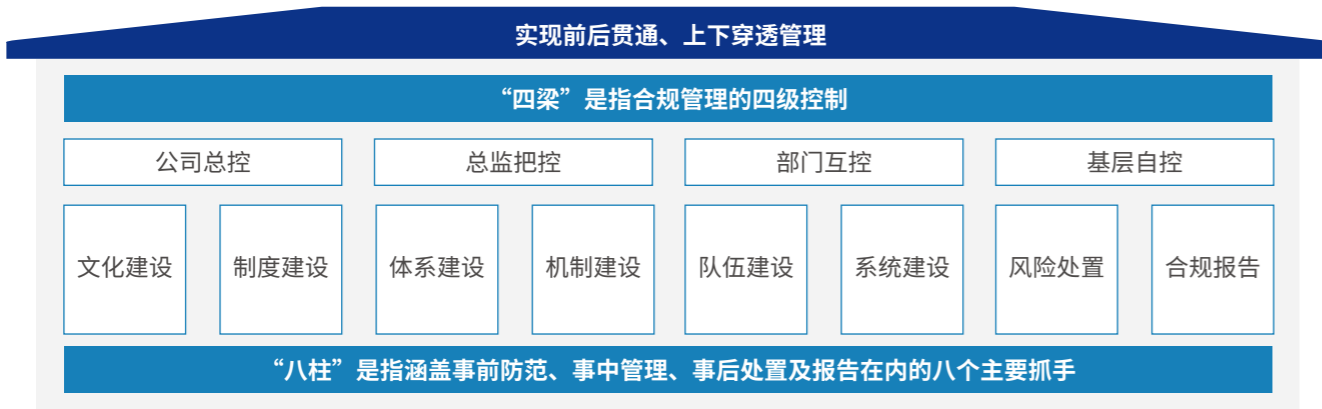 实现前后贯通、上下穿透管理
“四梁”是指合规管理的四级控制
公司总控 总监把控 部门互控 基层自控
文化建设 制度建设 体系建设 机制建设 队伍建设 系统建设 风险处置 合规报告
“八柱”是指涵盖事前防范、事中管理、事后处置及报告在内的八个主要抓手